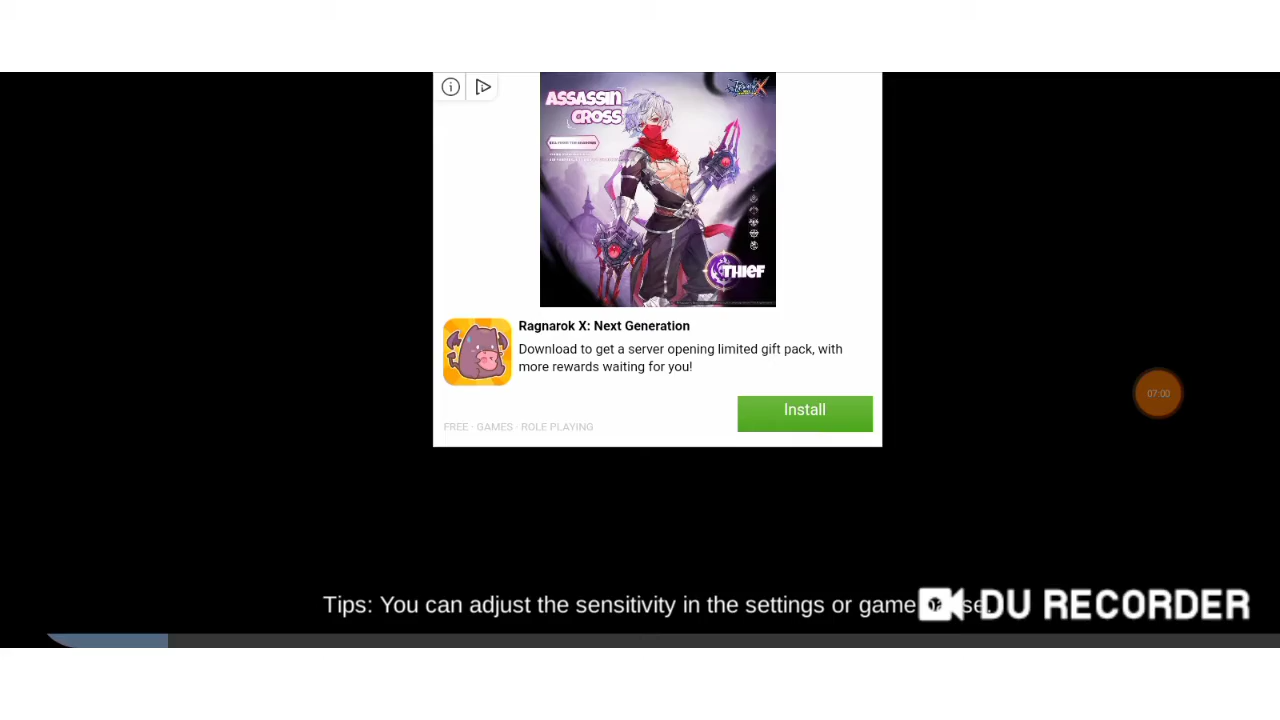 ASSASSIN
CROSS
THIEF
Ragnarok X: Next Generation
Download to get a server opening limited gift pack, with
more rewards waiting for you!
Install
FREE · GAMES · ROLE PLAYING
07:00
Tips: You can adjust the sensitivity in the settings or game
DU RECORDER